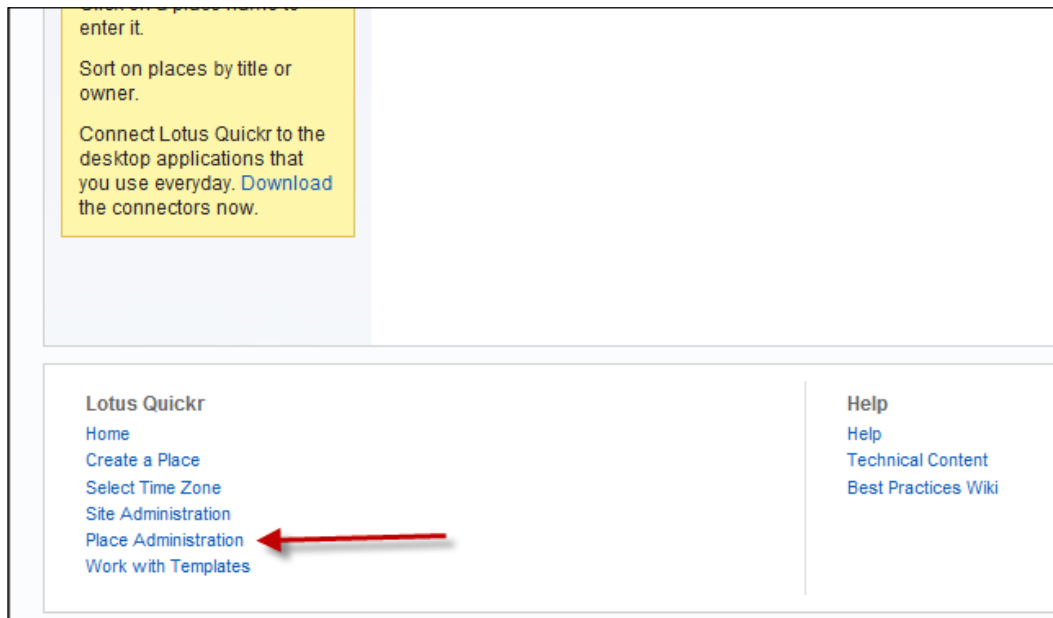 enter it.
Sort on places by title or
owner.
Connect Lotus Quickr to the
desktop applications that
you use everyday. Download
the connectors now.
Lotus Quickr
Home
Create a Place
Select Time Zone
Site Administration
Place Administration
Work with Templates
Help
Help
Technical Content
Best Practices Wiki